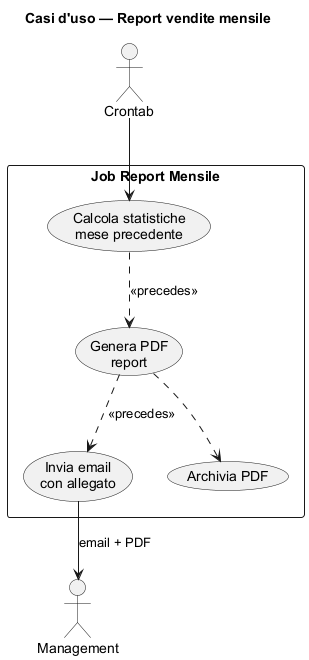 Casi d'uso — Report vendite mensile
Crontab
Job Report Mensile
Calcola statistiche
mese precedente
«precedes»
Genera PDF
report
«precedes»
Invia email
con allegato
Archivia PDF
email + PDF
Management